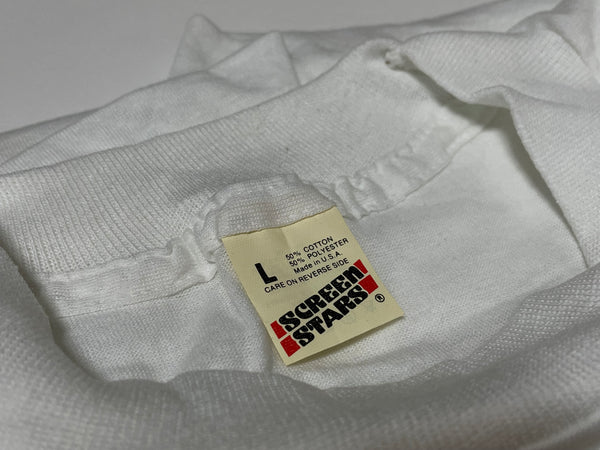 L
50% COTTON
50% POLYESTER
Made in U.S.A.
CARE ON REVERSE SIDE
SCREEN
STARS®